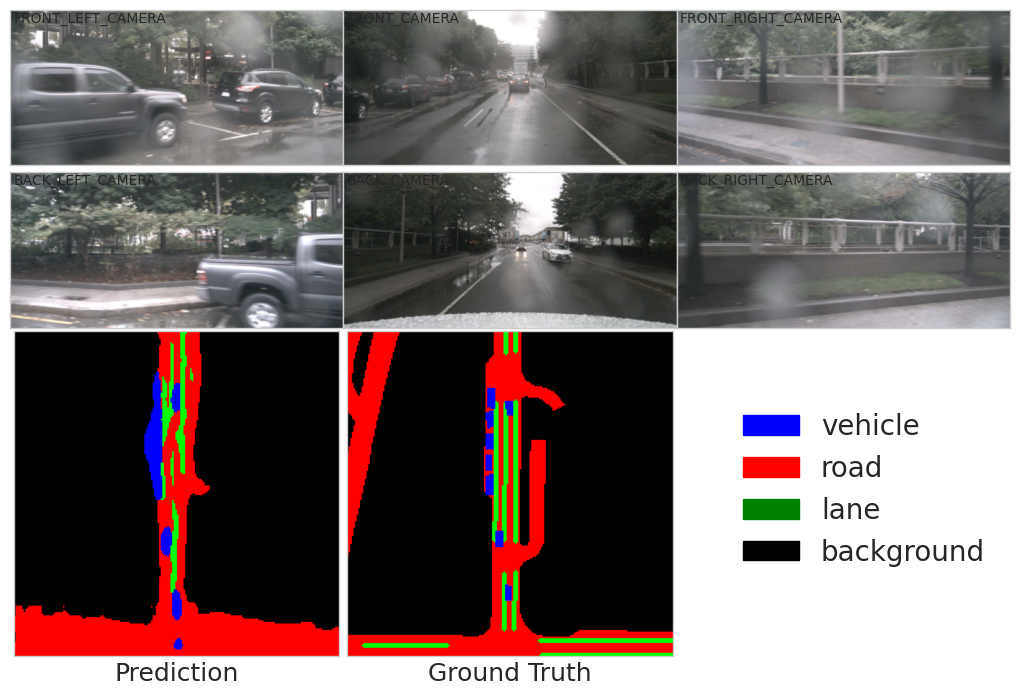 FRONT_LEFT_CAMERA
FRONT_CAMERA
FRONT_RIGHT_CAMERA
BACK_LEFT_CAMERA
BACK_CAMERA
BACK_RIGHT_CAMERA
vehicle
road
lane
background
Prediction
Ground Truth